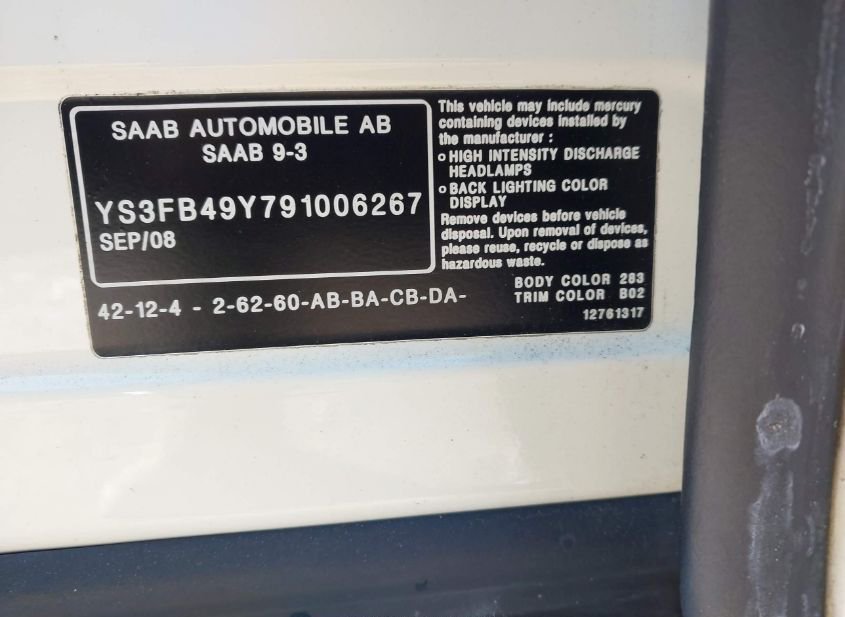 SAAB AUTOMOBILE AB
SAAB 9-3
YS3FB49Y791006267
SEP/08
This vehicle may include mercury
containing devices installed by
the manufacturer :
o HIGH INTENSITY DISCHARGE
HEADLAMPS
o BACK LIGHTING COLOR
DISPLAY
Remove devices before vehicle
disposal. Upon removal of devices,
please reuse, recycle or dispose as
hazardous waste.
42-12-4 - 2-62-60-AB-BA-CB-DA-
BODY COLOR 283
TRIM COLOR B02
12761317